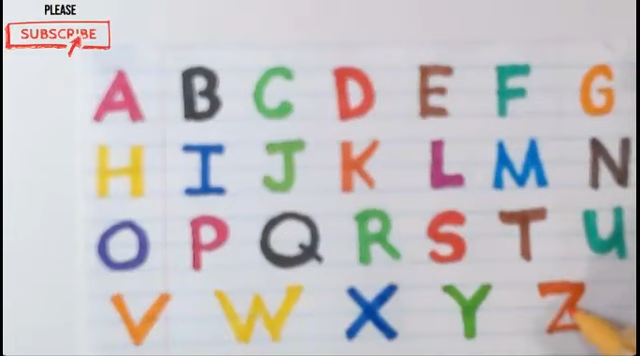 PLEASE
SUBSCRIBE
A B C D E F G
H I J K L M N
O P Q R S T U
V W X Y Z